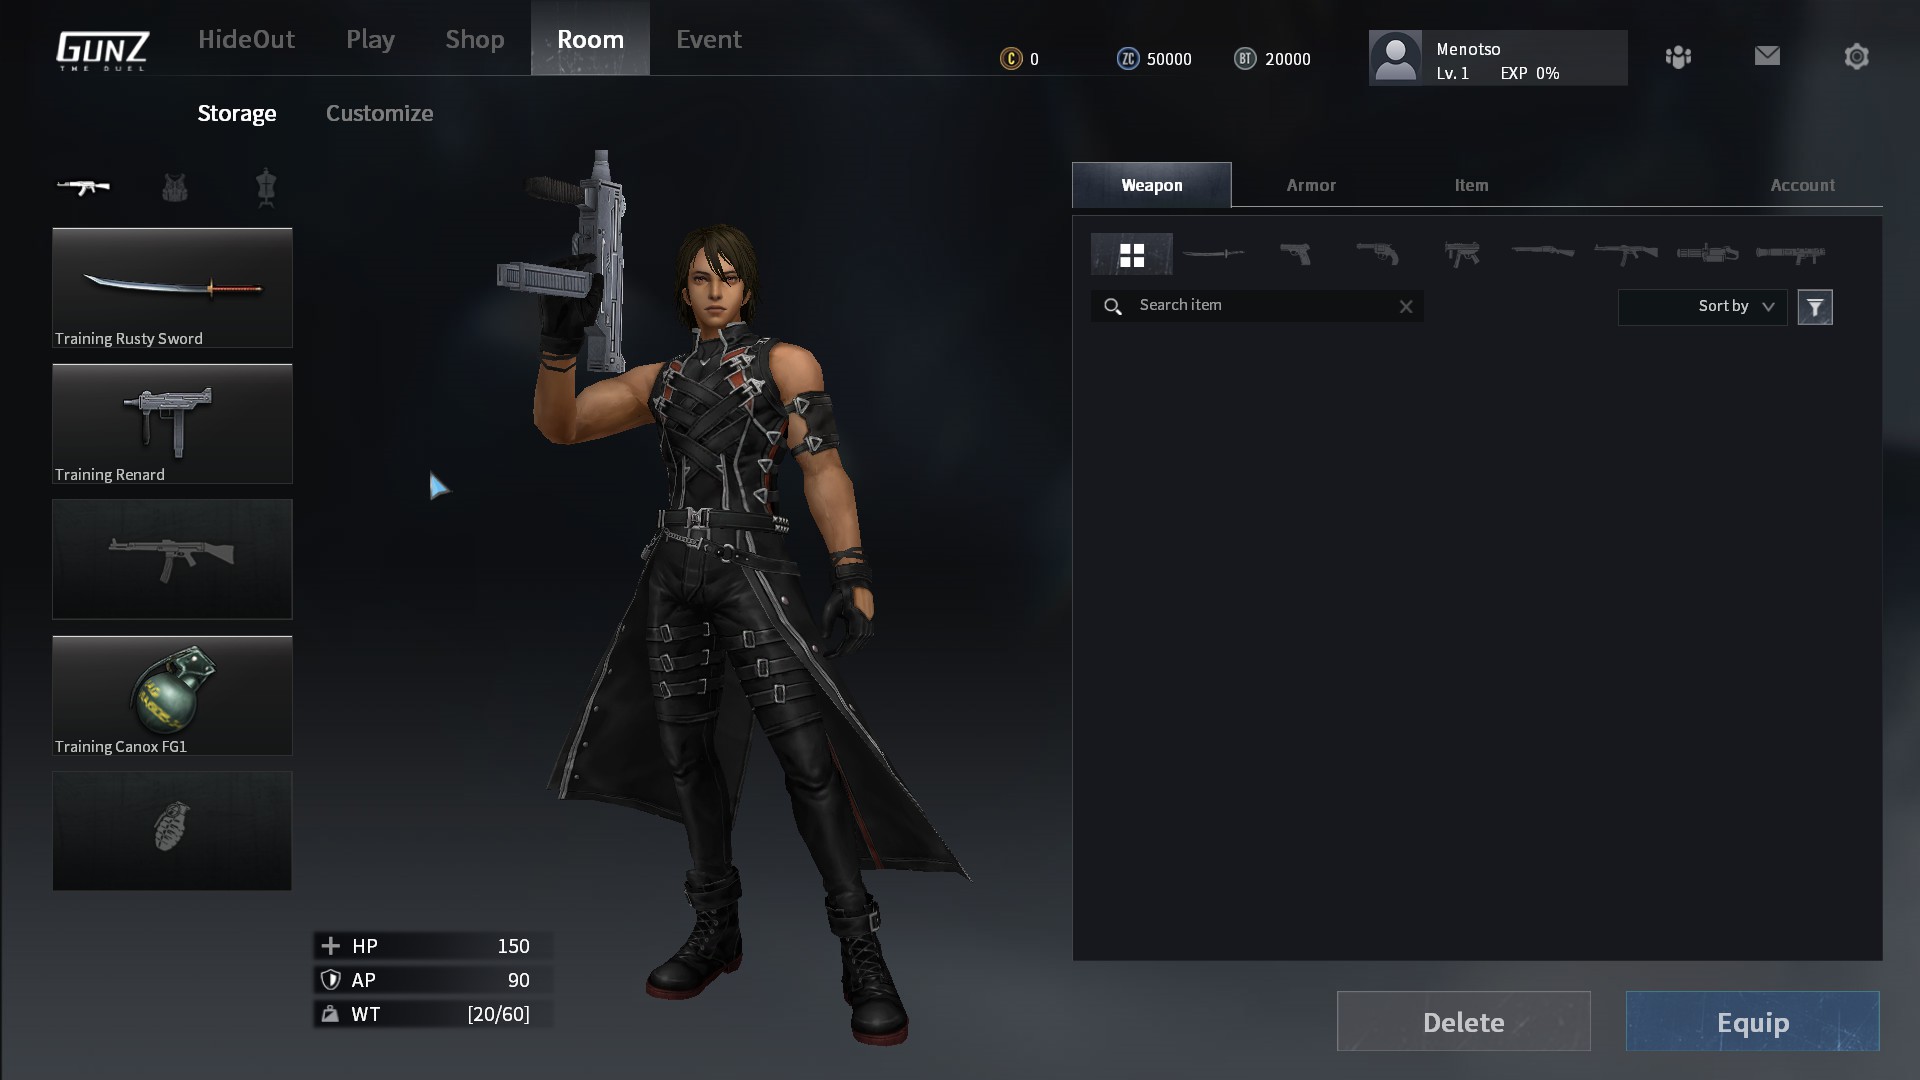 GUNZ
THE DUEL
HideOut
Play
Shop
Room
Event
C 0
ZC 50000
BT 20000
Menotso
Lv. 1 EXP 0%
Storage
Customize
Training Rusty Sword
Training Renard
Training Canox FG1
HP 150
AP 90
WT [20/60]
Weapon
Armor
Item
Account
Search item
Sort by
Delete
Equip